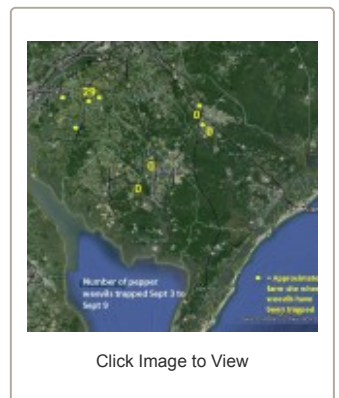 29
0
0
0
0
Number of pepper
weevils trapped Sept 3 to
Sept 9
= Approximate
farm site where
weevils have
been trapped
Click Image to View